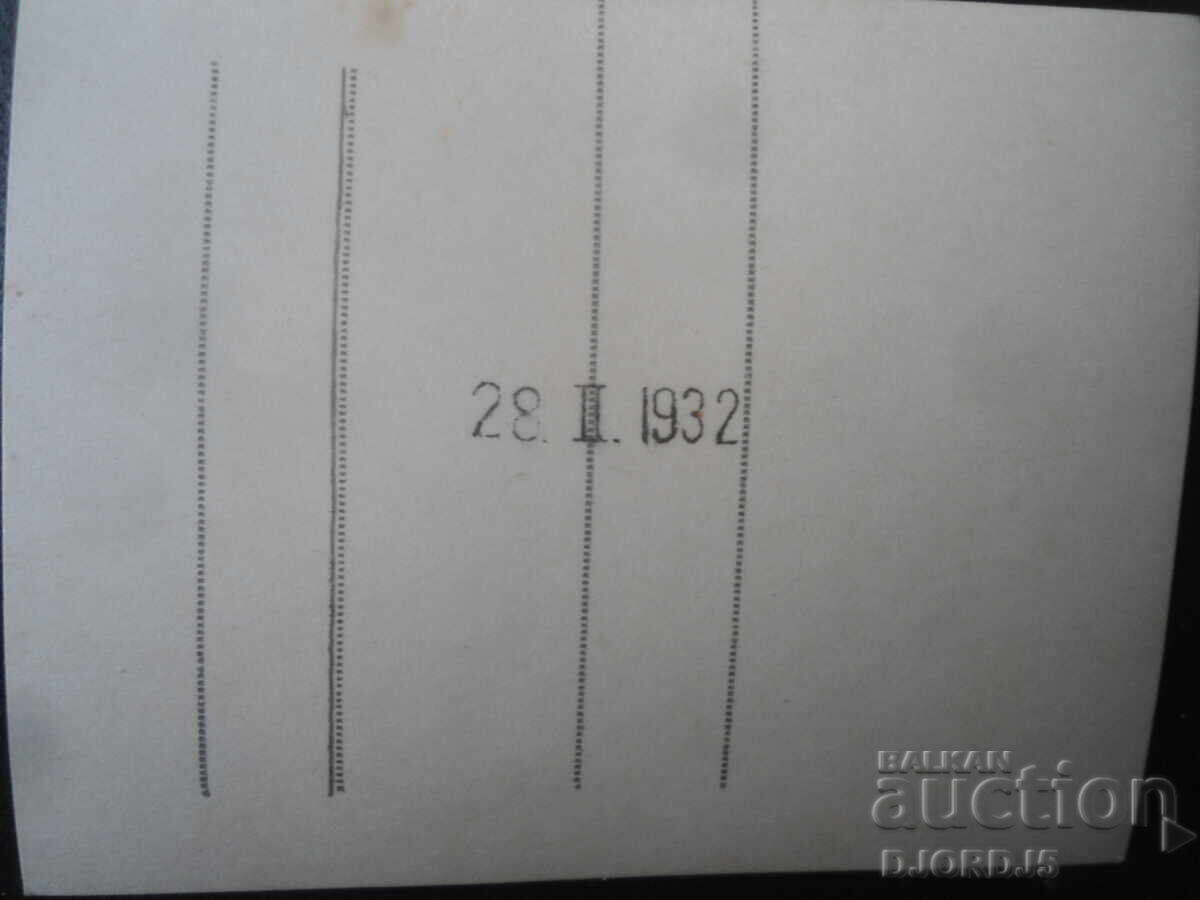 28. II. 1932
BALKAN
auction
DJORDJ5